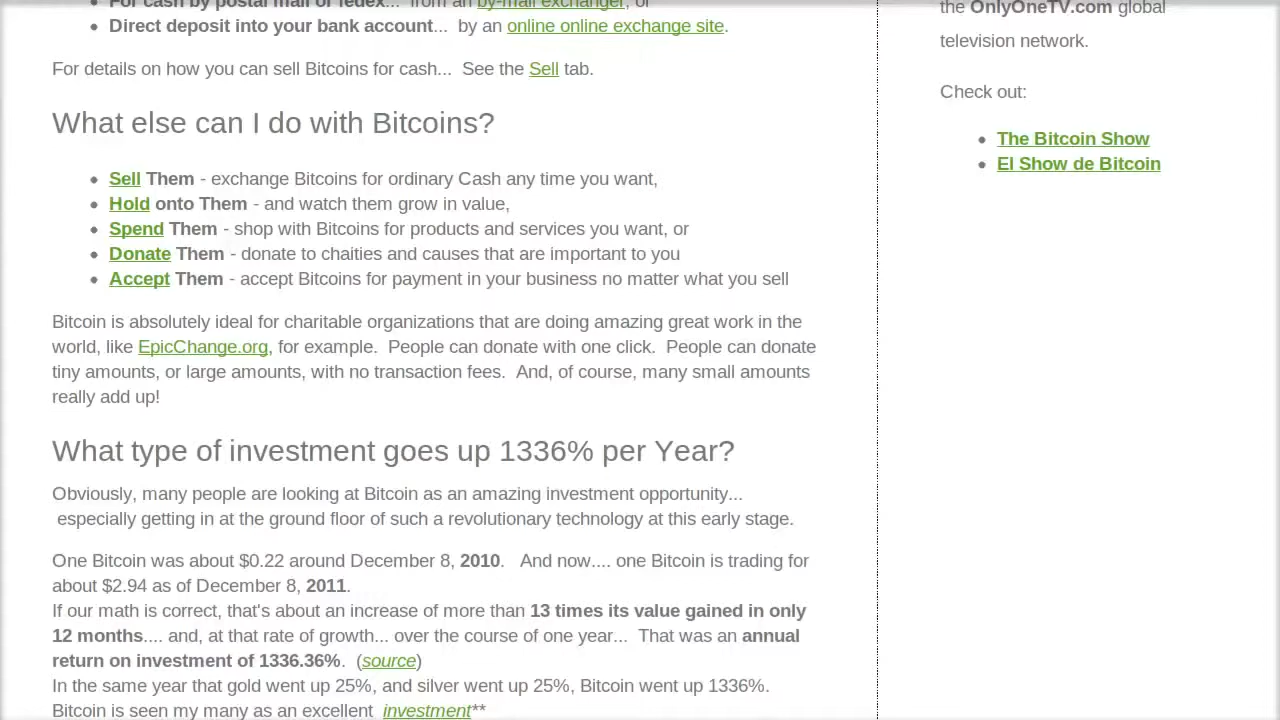 For cash by postal mail or fedex...  from an by-mail exchanger, or
Direct deposit into your bank account...  by an online online exchange site.
For details on how you can sell Bitcoins for cash...  See the Sell tab.
What else can I do with Bitcoins?
Sell Them - exchange Bitcoins for ordinary Cash any time you want,
Hold onto Them - and watch them grow in value,
Spend Them - shop with Bitcoins for products and services you want, or
Donate Them - donate to chaities and causes that are important to you
Accept Them - accept Bitcoins for payment in your business no matter what you sell
Bitcoin is absolutely ideal for charitable organizations that are doing amazing great work in the
world, like EpicChange.org, for example.  People can donate with one click.  People can donate
tiny amounts, or large amounts, with no transaction fees.  And, of course, many small amounts
really add up!
What type of investment goes up 1336% per Year?
Obviously, many people are looking at Bitcoin as an amazing investment opportunity...
especially getting in at the ground floor of such a revolutionary technology at this early stage.
One Bitcoin was about $0.22 around December 8, 2010.   And now.... one Bitcoin is trading for
about $2.94 as of December 8, 2011.
If our math is correct, that's about an increase of more than 13 times its value gained in only
12 months.... and, at that rate of growth... over the course of one year...  That was an annual
return on investment of 1336.36%.  (source)
In the same year that gold went up 25%, and silver went up 25%, Bitcoin went up 1336%.
Bitcoin is seen my many as an excellent  investment**
the OnlyOneTV.com global
television network.
Check out:
The Bitcoin Show
El Show de Bitcoin